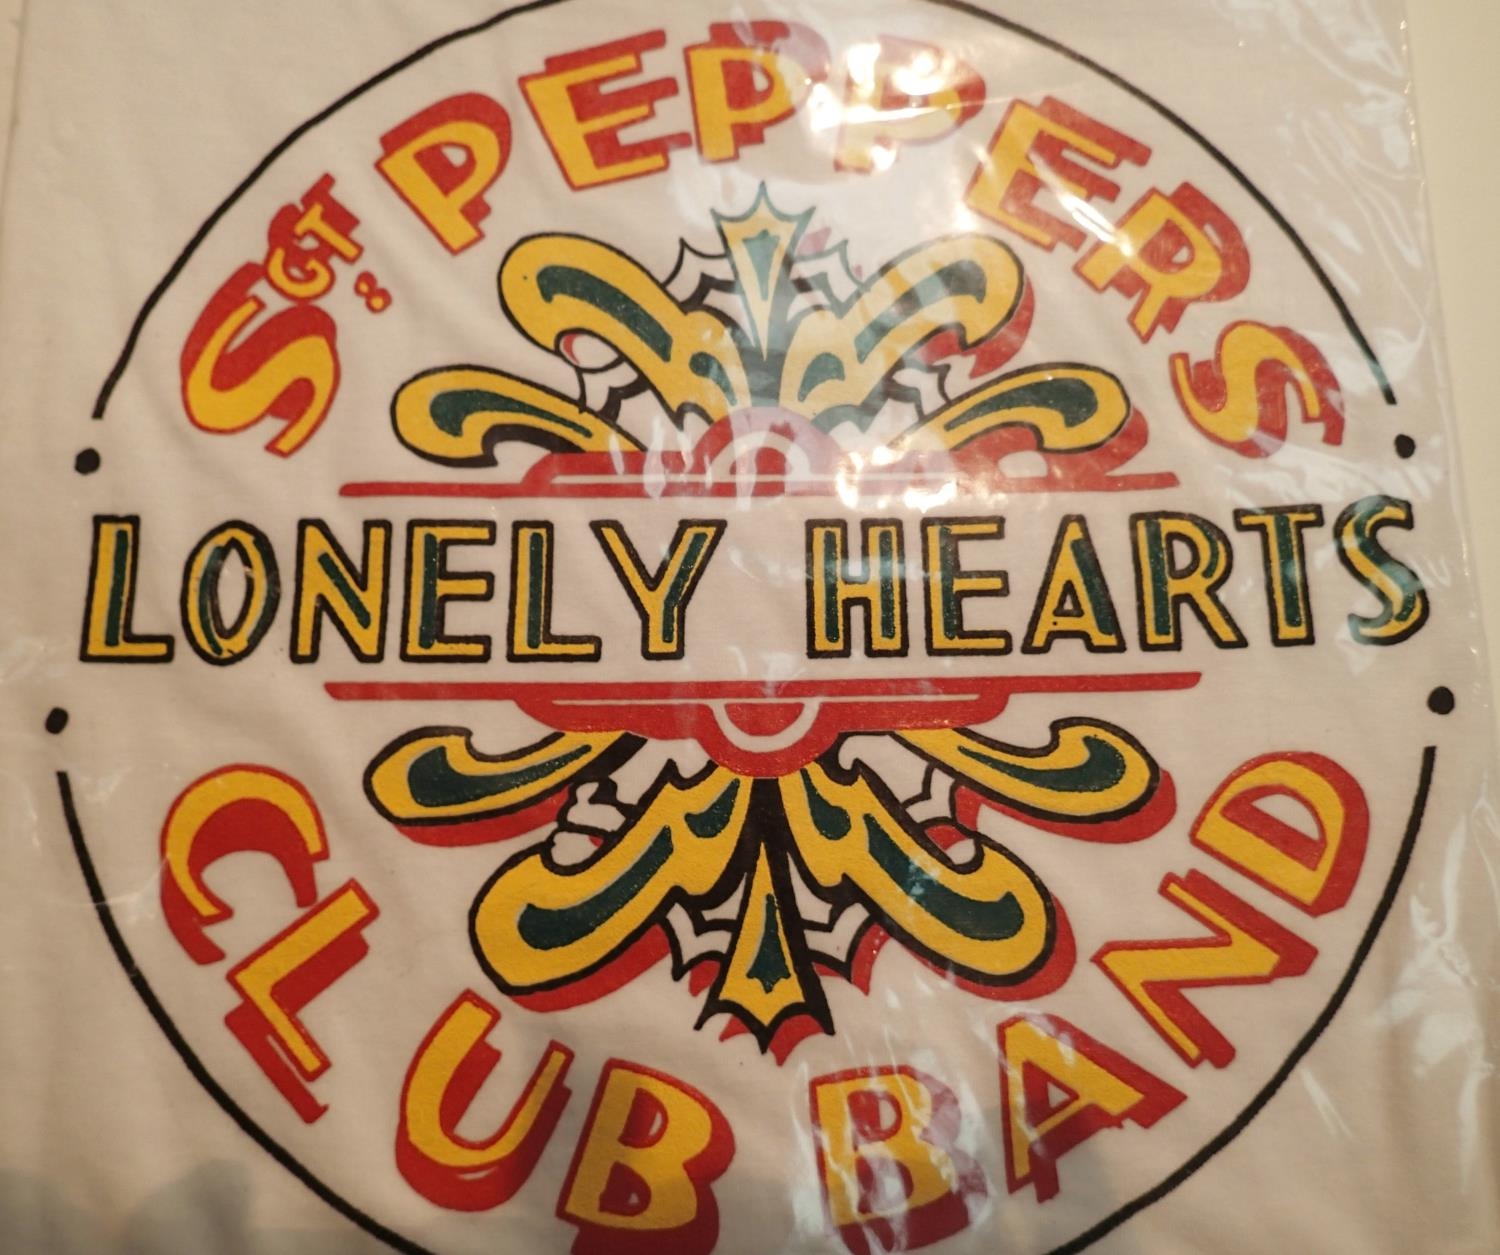 SGT: PEPPERS
LONELY HEARTS
CLUB BAND